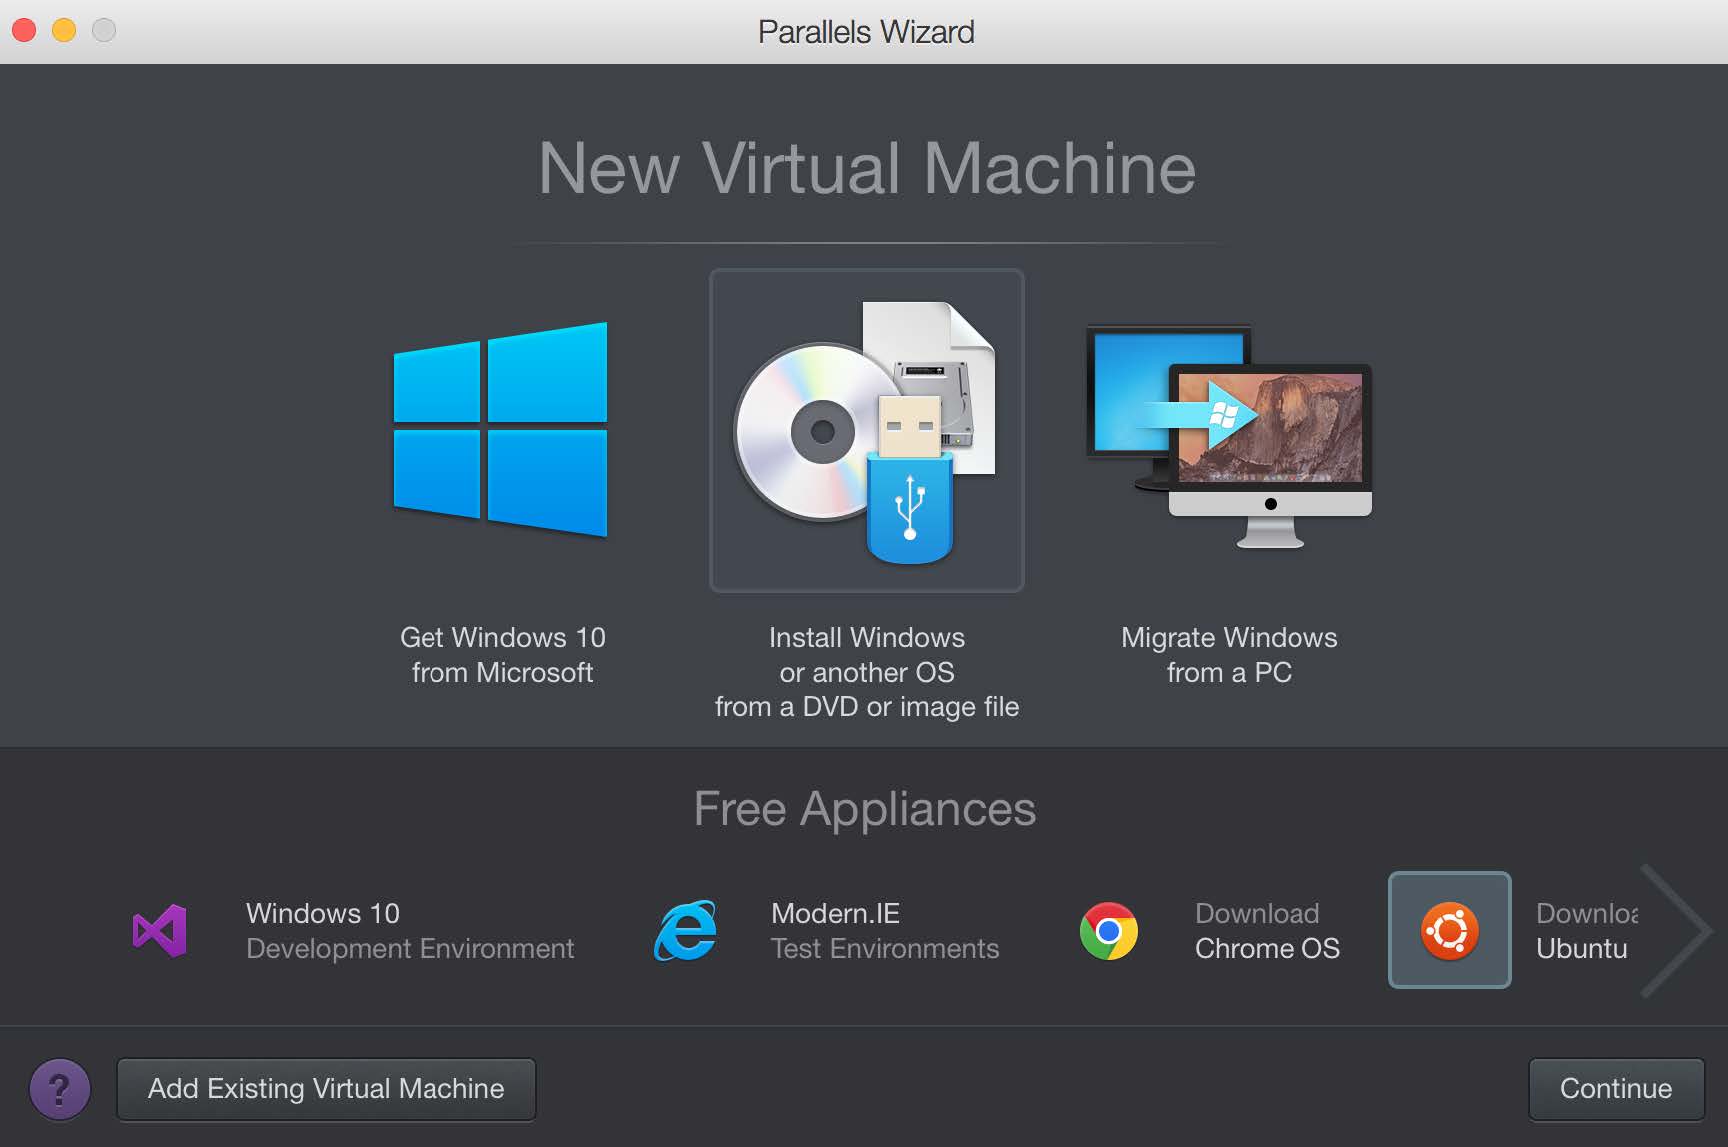 Parallels Wizard
New Virtual Machine
Get Windows 10
from Microsoft
Install Windows
or another OS
from a DVD or image file
Migrate Windows
from a PC
Free Appliances
Windows 10
Development Environment
Modern.IE
Test Environments
Download
Chrome OS
Downloa
Ubuntu
?
Add Existing Virtual Machine
Continue